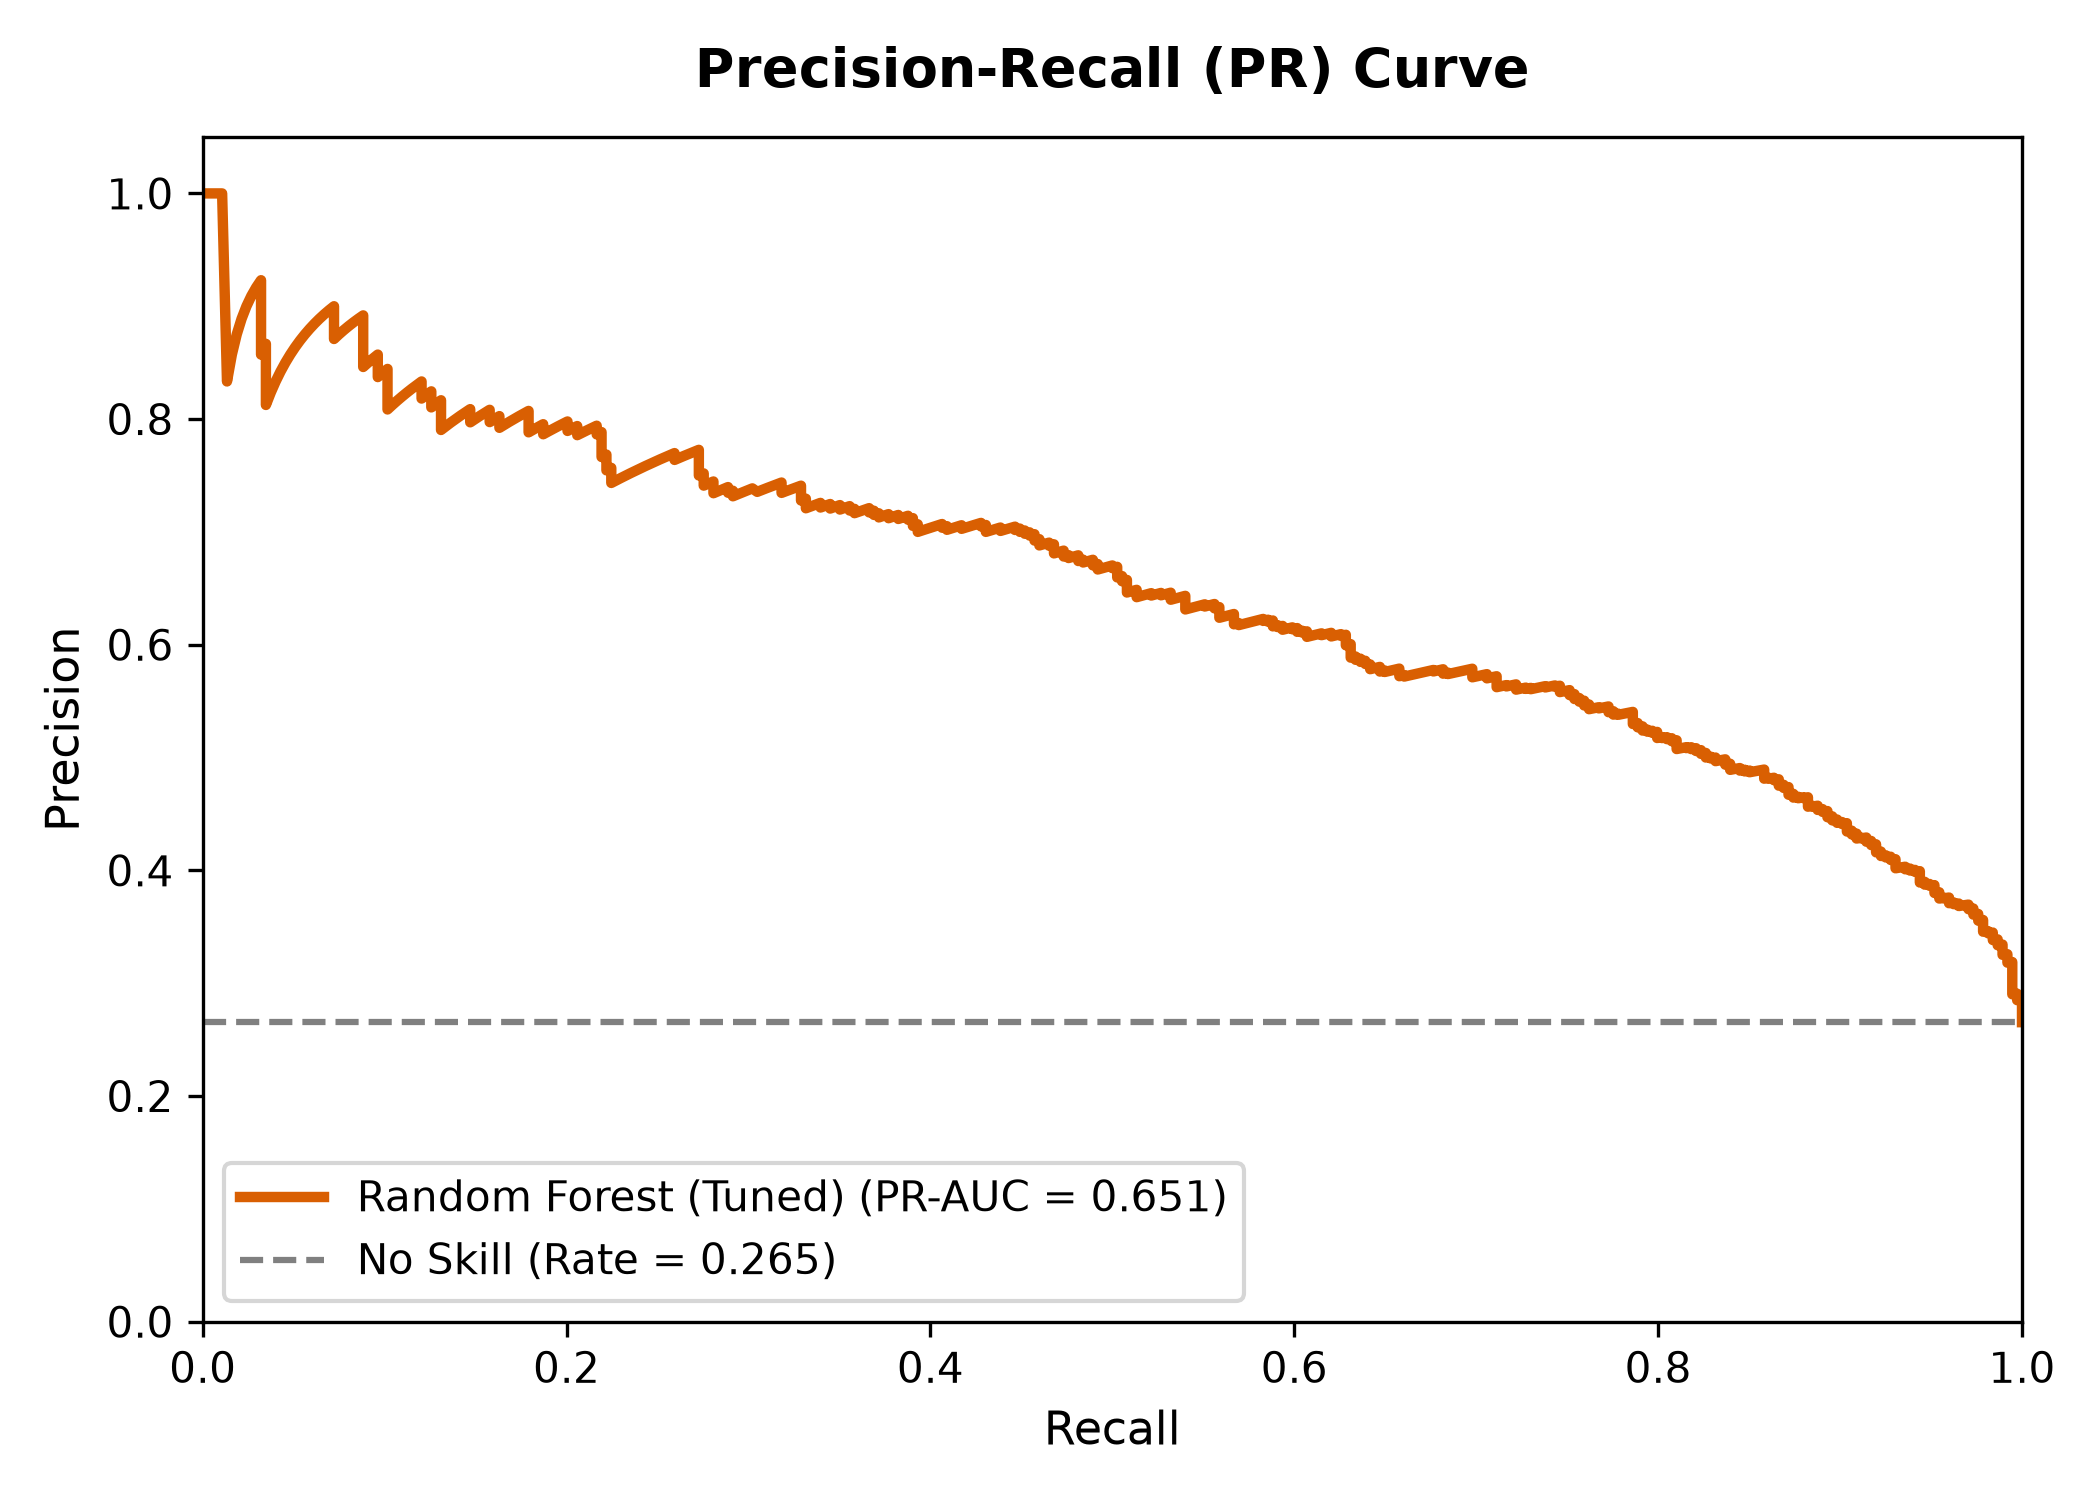 Precision-Recall (PR) Curve
Precision
1.0
0.8
0.6
0.4
0.2
0.0
Random Forest (Tuned) (PR-AUC = 0.651)
No Skill (Rate = 0.265)
0.0 0.2 0.4 0.6 0.8 1.0
Recall